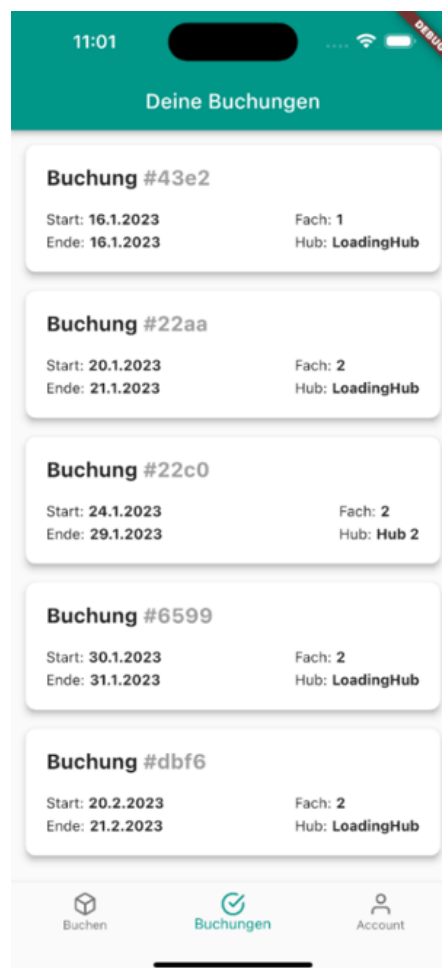 11:01
DEBUG
Deine Buchungen
Buchung #43e2
Start: 16.1.2023 Fach: 1
Ende: 16.1.2023 Hub: LoadingHub
Buchung #22aa
Start: 20.1.2023 Fach: 2
Ende: 21.1.2023 Hub: LoadingHub
Buchung #22c0
Start: 24.1.2023 Fach: 2
Ende: 29.1.2023 Hub: Hub 2
Buchung #6599
Start: 30.1.2023 Fach: 2
Ende: 31.1.2023 Hub: LoadingHub
Buchung #dbf6
Start: 20.2.2023 Fach: 2
Ende: 21.2.2023 Hub: LoadingHub
Buchen Buchungen Account